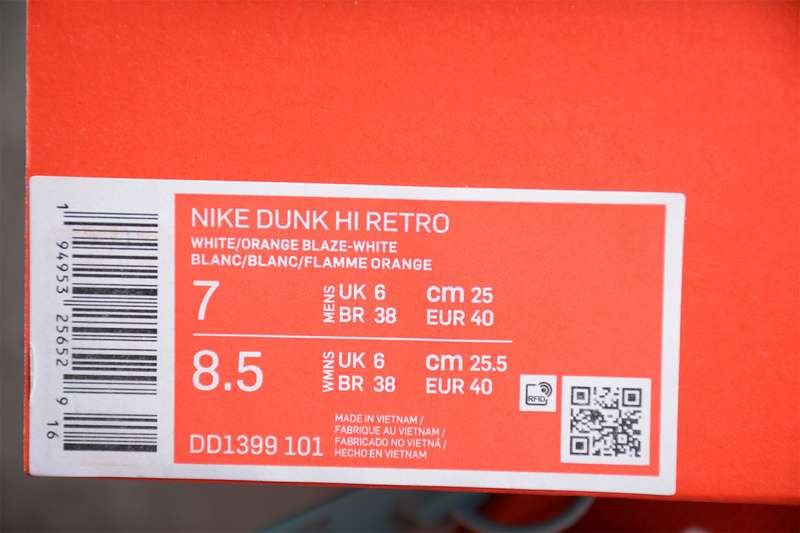 NIKE DUNK HI RETRO
WHITE/ORANGE BLAZE-WHITE
BLANC/BLANC/FLAMME ORANGE
7 MENS UK 6 cm 25
BR 38 EUR 40
8.5 WMNS UK 6 cm 25.5
BR 38 EUR 40
RFID
MADE IN VIETNAM /
FABRIQUE AU VIETNAM /
FABRICADO NO VIETNÃ /
HECHO EN VIETNAM
DD1399 101
1 94953 25652 9 16